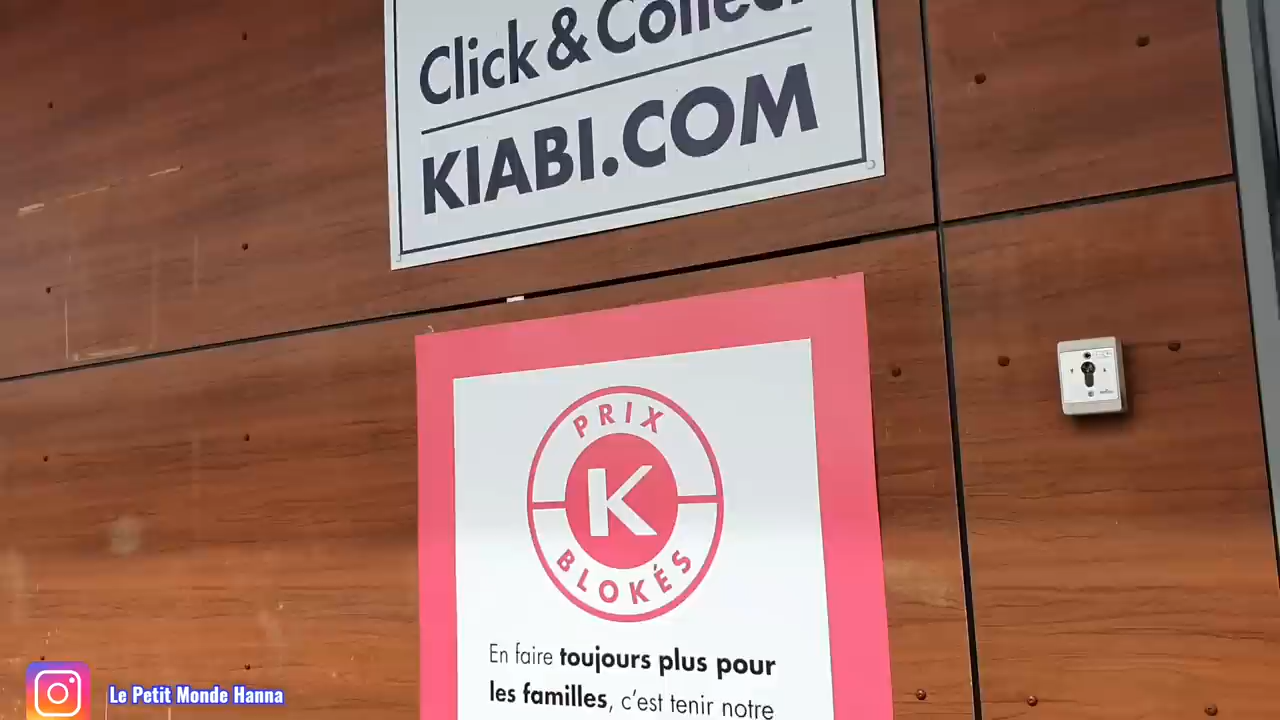 Click & Collect
KIABI.COM
PRIX
K
BLOKÉS
En faire toujours plus pour
les familles, c'est tenir notre
Le Petit Monde Hanna